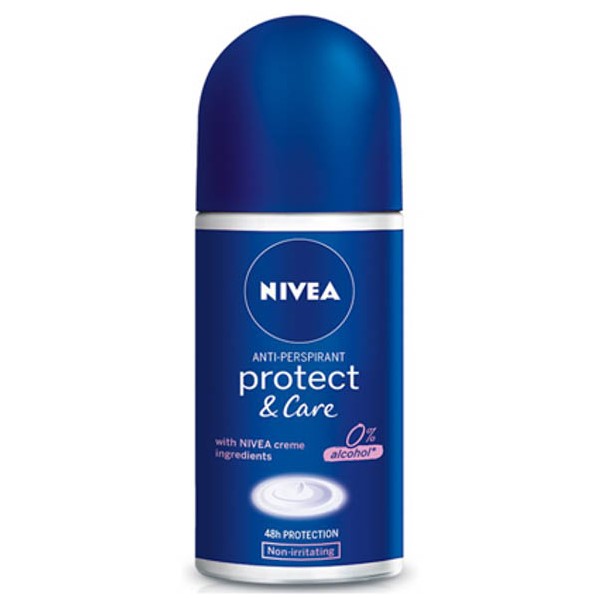 NIVEA
ANTI-PERSPIRANT
protect
& Care
with NIVEA creme
ingredients
0%
alcohol*
48h PROTECTION
Non-irritating